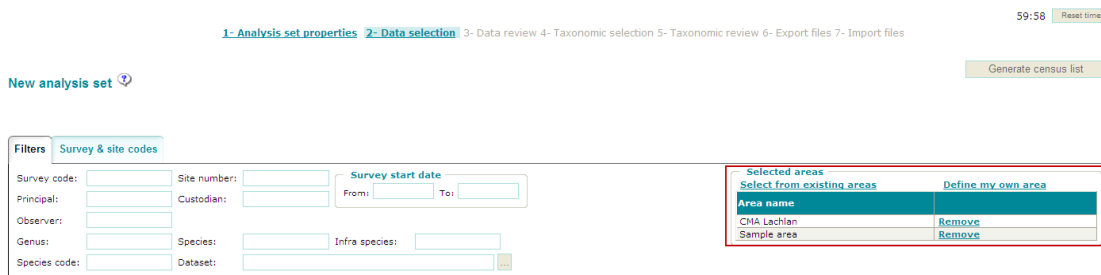 59:58 Reset time
1- Analysis set properties 2- Data selection 3- Data review 4- Taxonomic selection 5- Taxonomic review 6- Export files 7- Import files
Generate census list
New analysis set
Filters Survey & site codes
Survey code: Site number: Survey start date
From: To:
Principal: Custodian:
Observer:
Genus: Species: Infra species:
Species code: Dataset: ...
Selected areas
Select from existing areas Define my own area
Area name
CMA Lachlan Remove
Sample area Remove